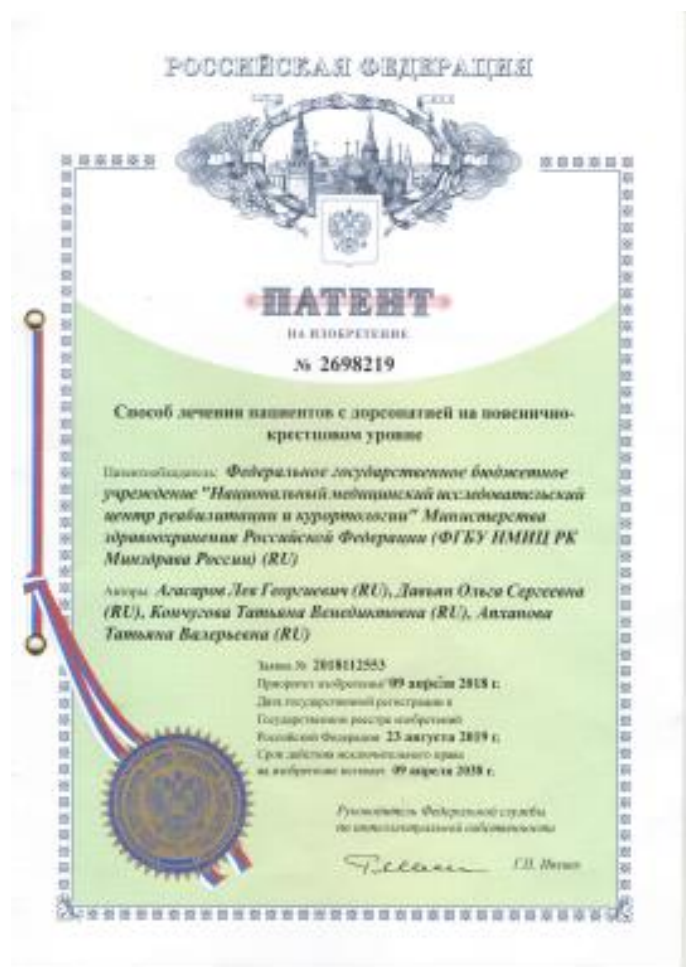 РОССИЙСКАЯ ФЕДЕРАЦИЯ
ПАТЕНТ
НА ИЗОБРЕТЕНИЕ
№ 2698219
Способ лечения пациентов с дорсопатией на пояснично-
крестцовом уровне
Патентообладатель: Федеральное государственное бюджетное
учреждение "Национальный медицинский исследовательский
центр реабилитации и курортологии" Министерства
здравоохранения Российской Федерации (ФГБУ НМИЦ РК
Минздрава России) (RU)
Авторы: Агасаров Лев Георгиевич (RU), Давьян Ольга Сергеевна
(RU), Кончугова Татьяна Венедиктовна (RU), Апханова
Татьяна Валерьевна (RU)
Заявка № 2018112553
Приоритет изобретения 09 апреля 2018 г.
Дата государственной регистрации в
Государственном реестре изобретений
Российской Федерации 23 августа 2019 г.
Срок действия исключительного права
на изобретение истекает 09 апреля 2038 г.
Руководитель Федеральной службы
по интеллектуальной собственности
Г.П. Ивлиев